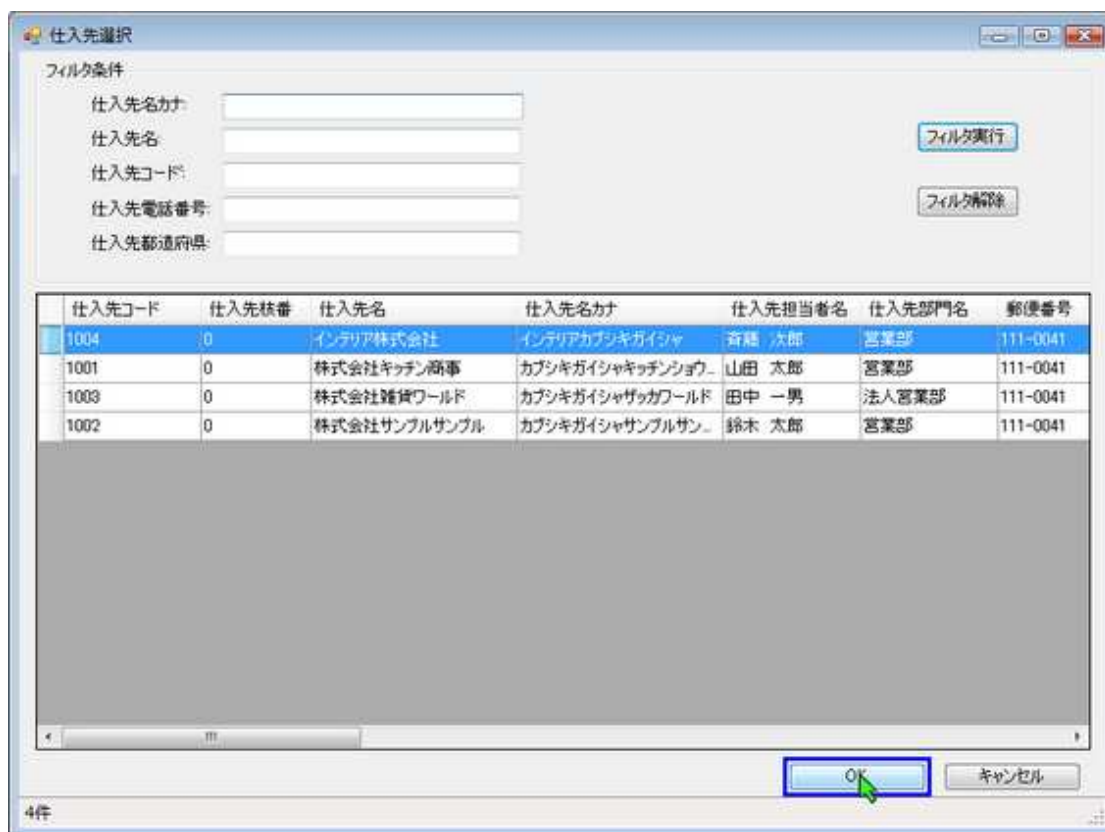 仕入先選択
フィルタ条件
仕入先名カナ:
仕入先名:
フィルタ実行
仕入先コード:
仕入先電話番号:
フィルタ解除
仕入先都道府県:
仕入先コード 仕入先枝番 仕入先名 仕入先名カナ 仕入先担当者名 仕入先部門名 郵便番号
1004 0 インテリア株式会社 インテリアカブシキガイシャ 斉藤 次郎 営業部 111-0041
1001 0 株式会社キッチン商事 カブシキガイシャキッチンショウ... 山田 太郎 営業部 111-0041
1003 0 株式会社雑貨ワールド カブシキガイシャザッカワールド 田中 一男 法人営業部 111-0041
1002 0 株式会社サンプルサンプル カブシキガイシャサンプルサン... 鈴木 太郎 営業部 111-0041
OK キャンセル
4件